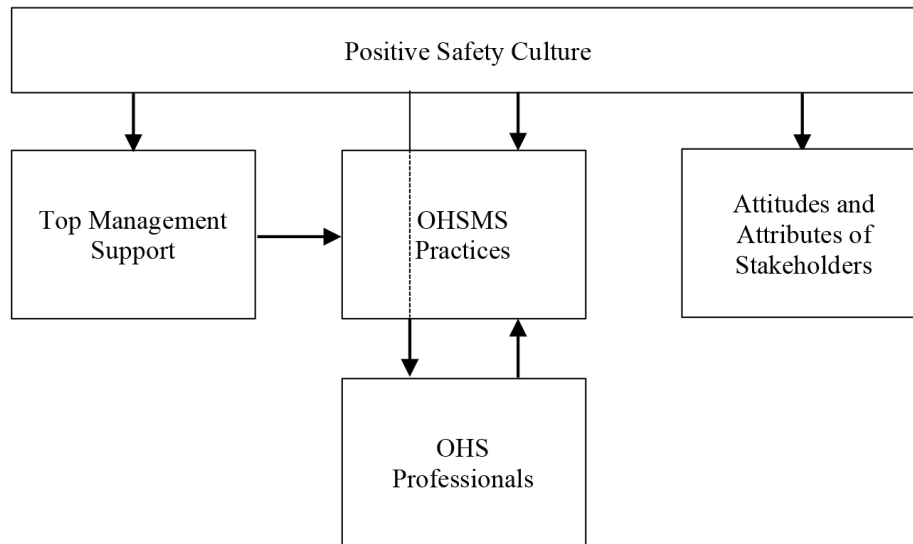 Positive Safety Culture
Top Management
Support
OHSMS
Practices
Attitudes and
Attributes of
Stakeholders
OHS
Professionals